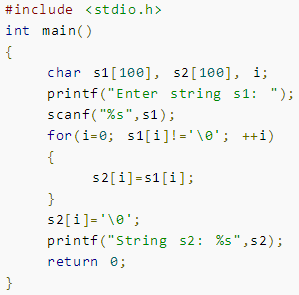 #include <stdio.h>
int main()
{
    char s1[100], s2[100], i;
    printf("Enter string s1: ");
    scanf("%s",s1);
    for(i=0; s1[i]!='\0'; ++i)
    {
        s2[i]=s1[i];
    }
    s2[i]='\0';
    printf("String s2: %s",s2);
    return 0;
}